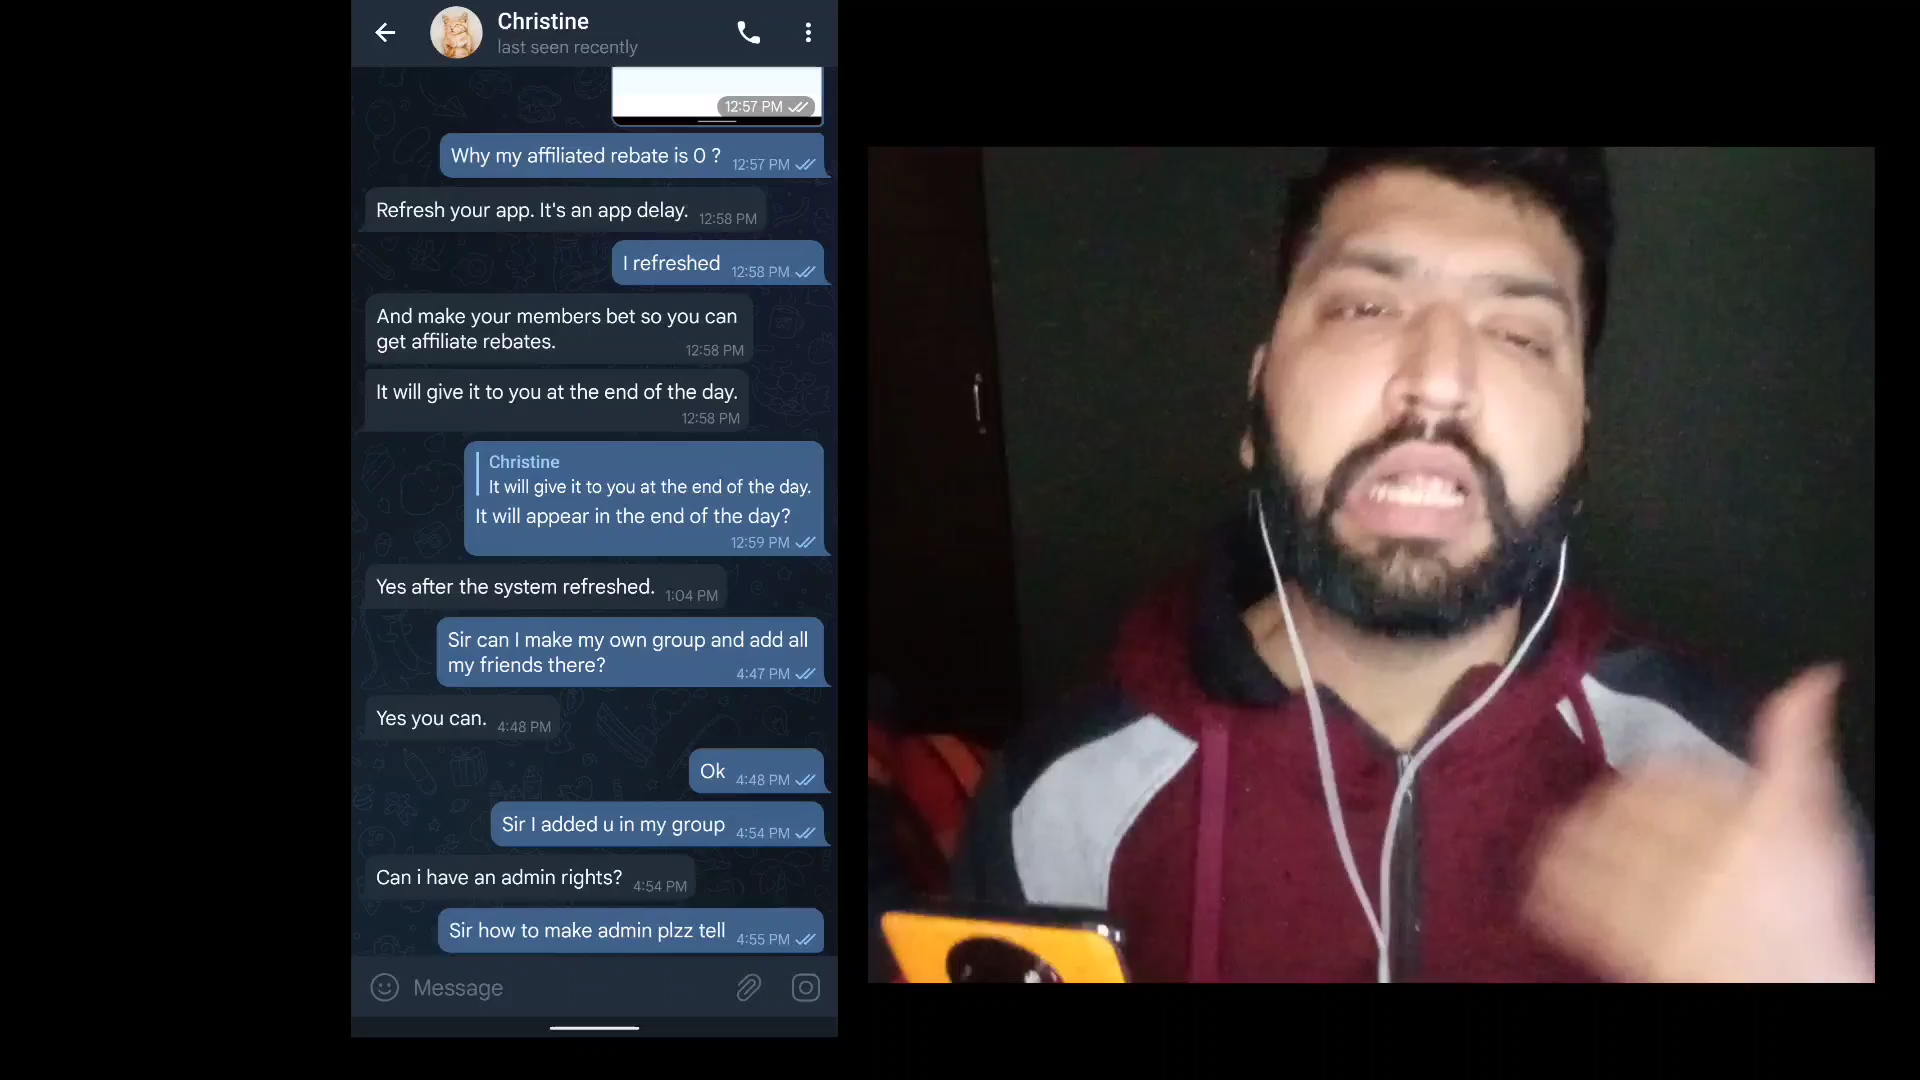 Christine
last seen recently
12:57 PM
Why my affiliated rebate is 0 ? 12:57 PM
Refresh your app. It's an app delay. 12:58 PM
I refreshed 12:58 PM
And make your members bet so you can
get affiliate rebates. 12:58 PM
It will give it to you at the end of the day.
12:58 PM
Christine
It will give it to you at the end of the day.
It will appear in the end of the day?
12:59 PM
Yes after the system refreshed. 1:04 PM
Sir can I make my own group and add all
my friends there? 4:47 PM
Yes you can. 4:48 PM
Ok 4:48 PM
Sir I added u in my group 4:54 PM
Can i have an admin rights? 4:54 PM
Sir how to make admin plzz tell 4:55 PM
Message